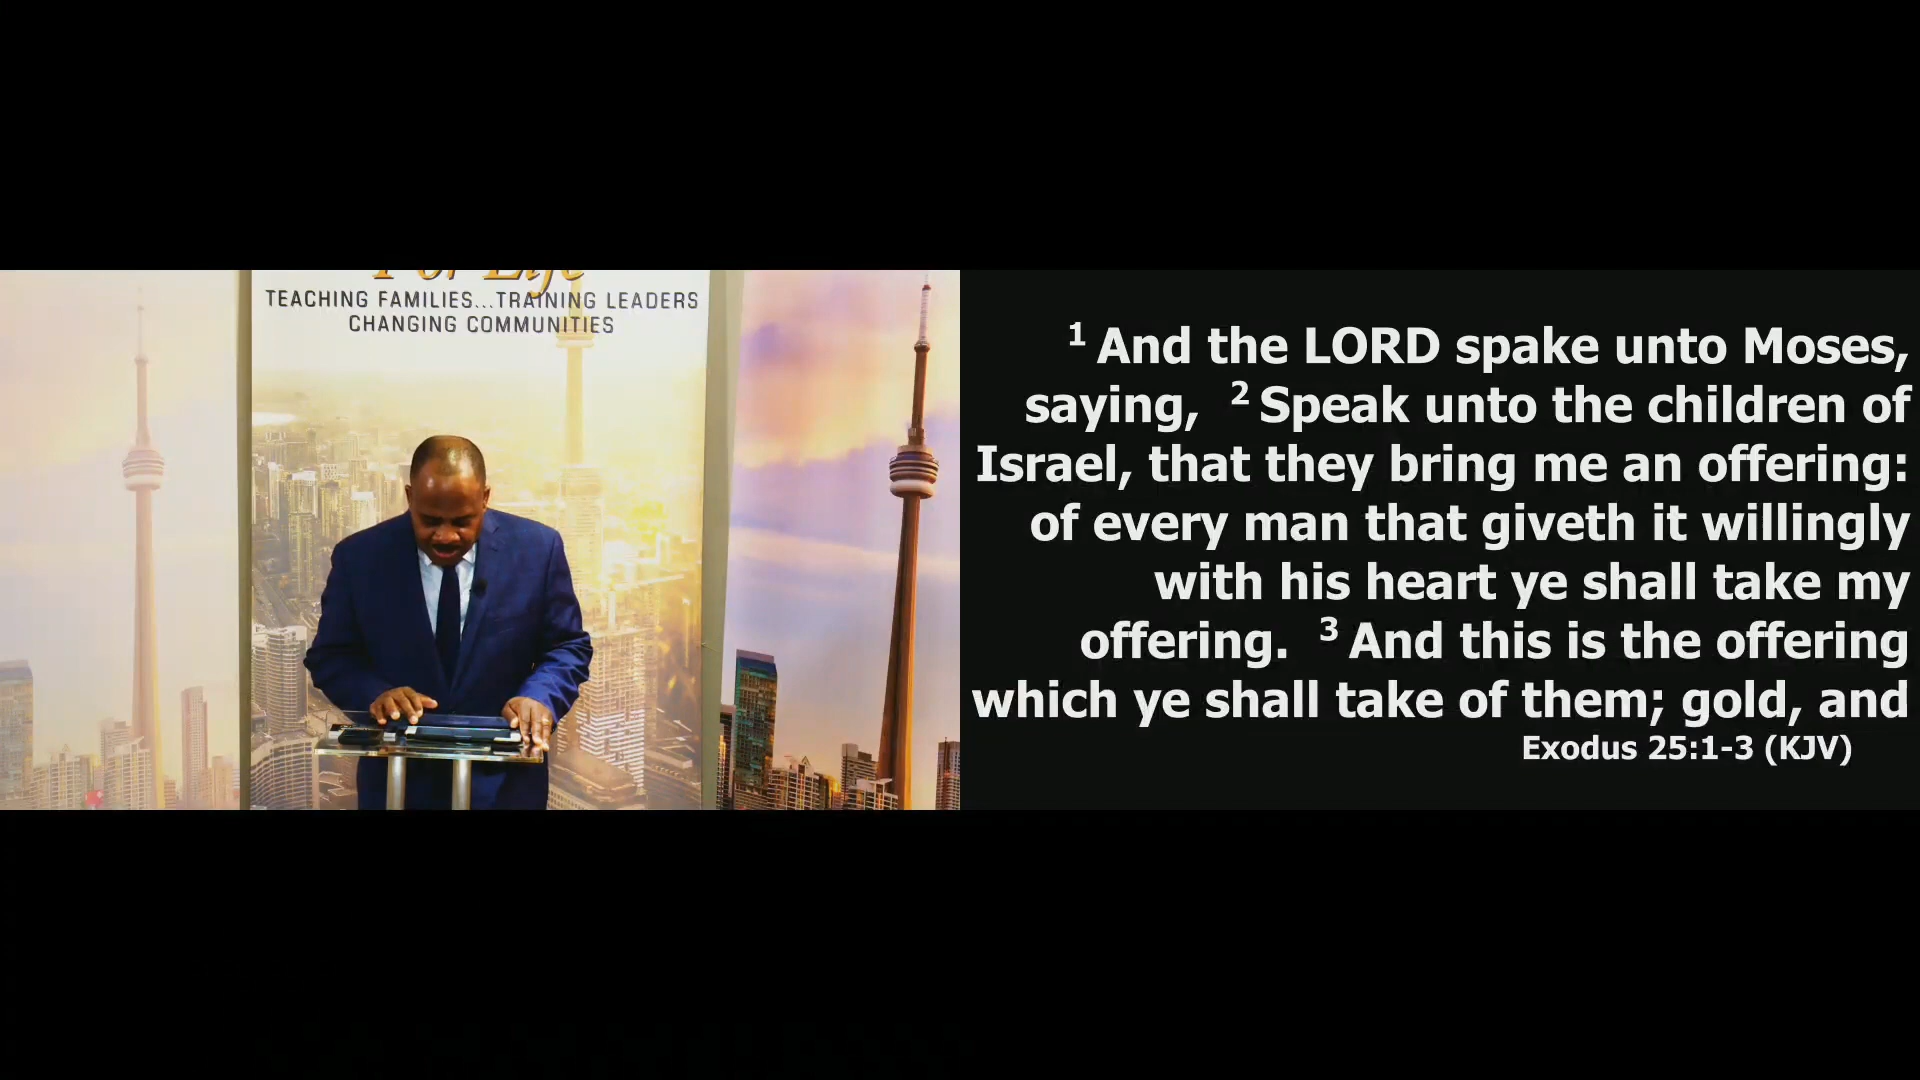 For Life
TEACHING FAMILIES...TRAINING LEADERS
CHANGING COMMUNITIES
1 And the LORD spake unto Moses,
saying, 2 Speak unto the children of
Israel, that they bring me an offering:
of every man that giveth it willingly
with his heart ye shall take my
offering. 3 And this is the offering
which ye shall take of them; gold, and
Exodus 25:1-3 (KJV)